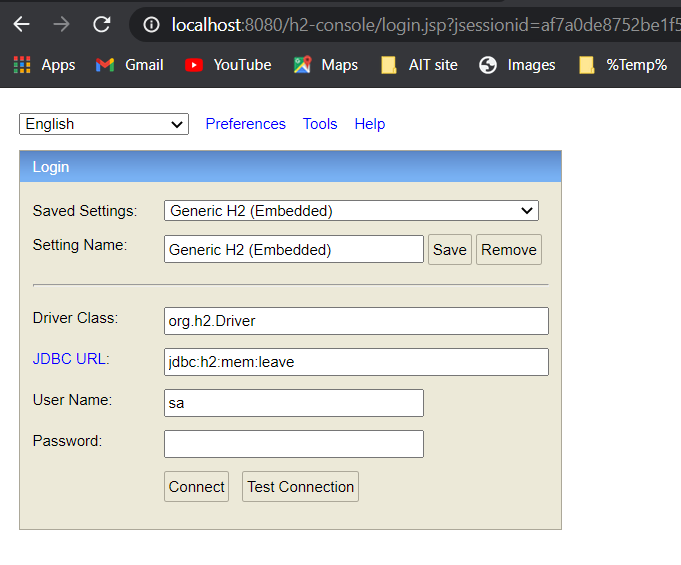 localhost:8080/h2-console/login.jsp?jsessionid=af7a0de8752be1f5
Apps Gmail YouTube Maps AIT site Images %Temp%
English Preferences Tools Help
Login
Saved Settings: Generic H2 (Embedded)
Setting Name: Generic H2 (Embedded) Save Remove
Driver Class: org.h2.Driver
JDBC URL: jdbc:h2:mem:leave
User Name: sa
Password:
Connect Test Connection